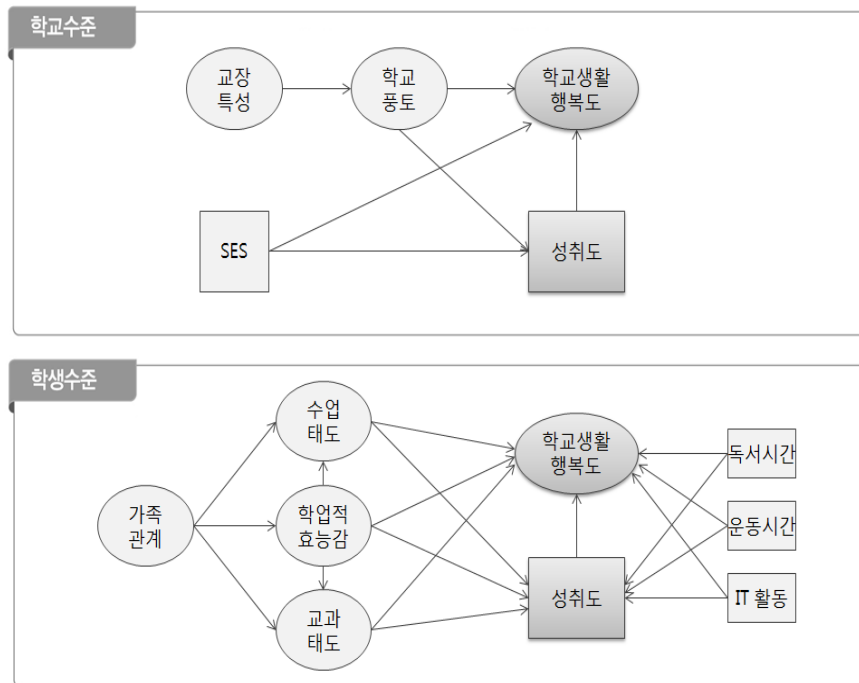 학교수준
교장
특성
학교
풍토
학교생활
행복도
SES
성취도
학생수준
수업
태도
학교생활
행복도
독서시간
가족
관계
학업적
효능감
운동시간
성취도
IT 활동
교과
태도